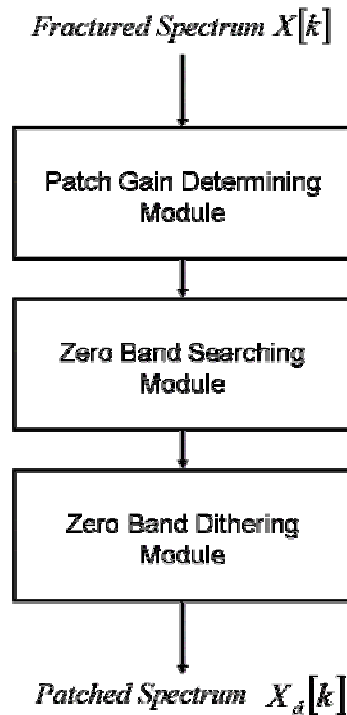 Fractured Spectrum X[k]
Patch Gain Determining
Module
Zero Band Searching
Module
Zero Band Dithering
Module
Patched Spectrum X_d[k]